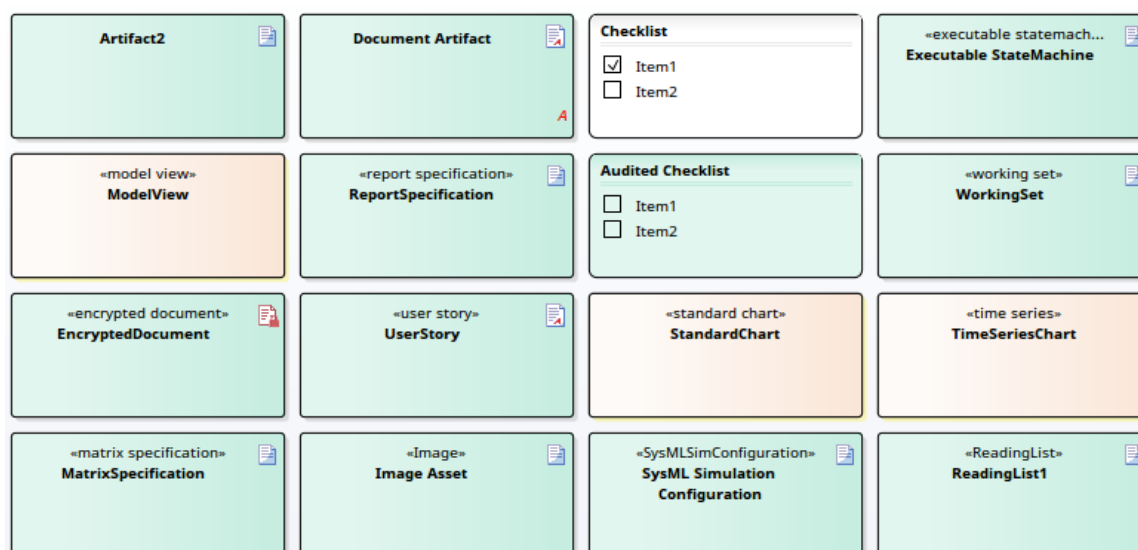 Artifact2
Document Artifact
A
Checklist
Item1
Item2
«executable statemach...
Executable StateMachine
«model view»
ModelView
«report specification»
ReportSpecification
Audited Checklist
Item1
Item2
«working set»
WorkingSet
«encrypted document»
EncryptedDocument
«user story»
UserStory
«standard chart»
StandardChart
«time series»
TimeSeriesChart
«matrix specification»
MatrixSpecification
«Image»
Image Asset
«SysMLSimConfiguration»
SysML Simulation
Configuration
«ReadingList»
ReadingList1